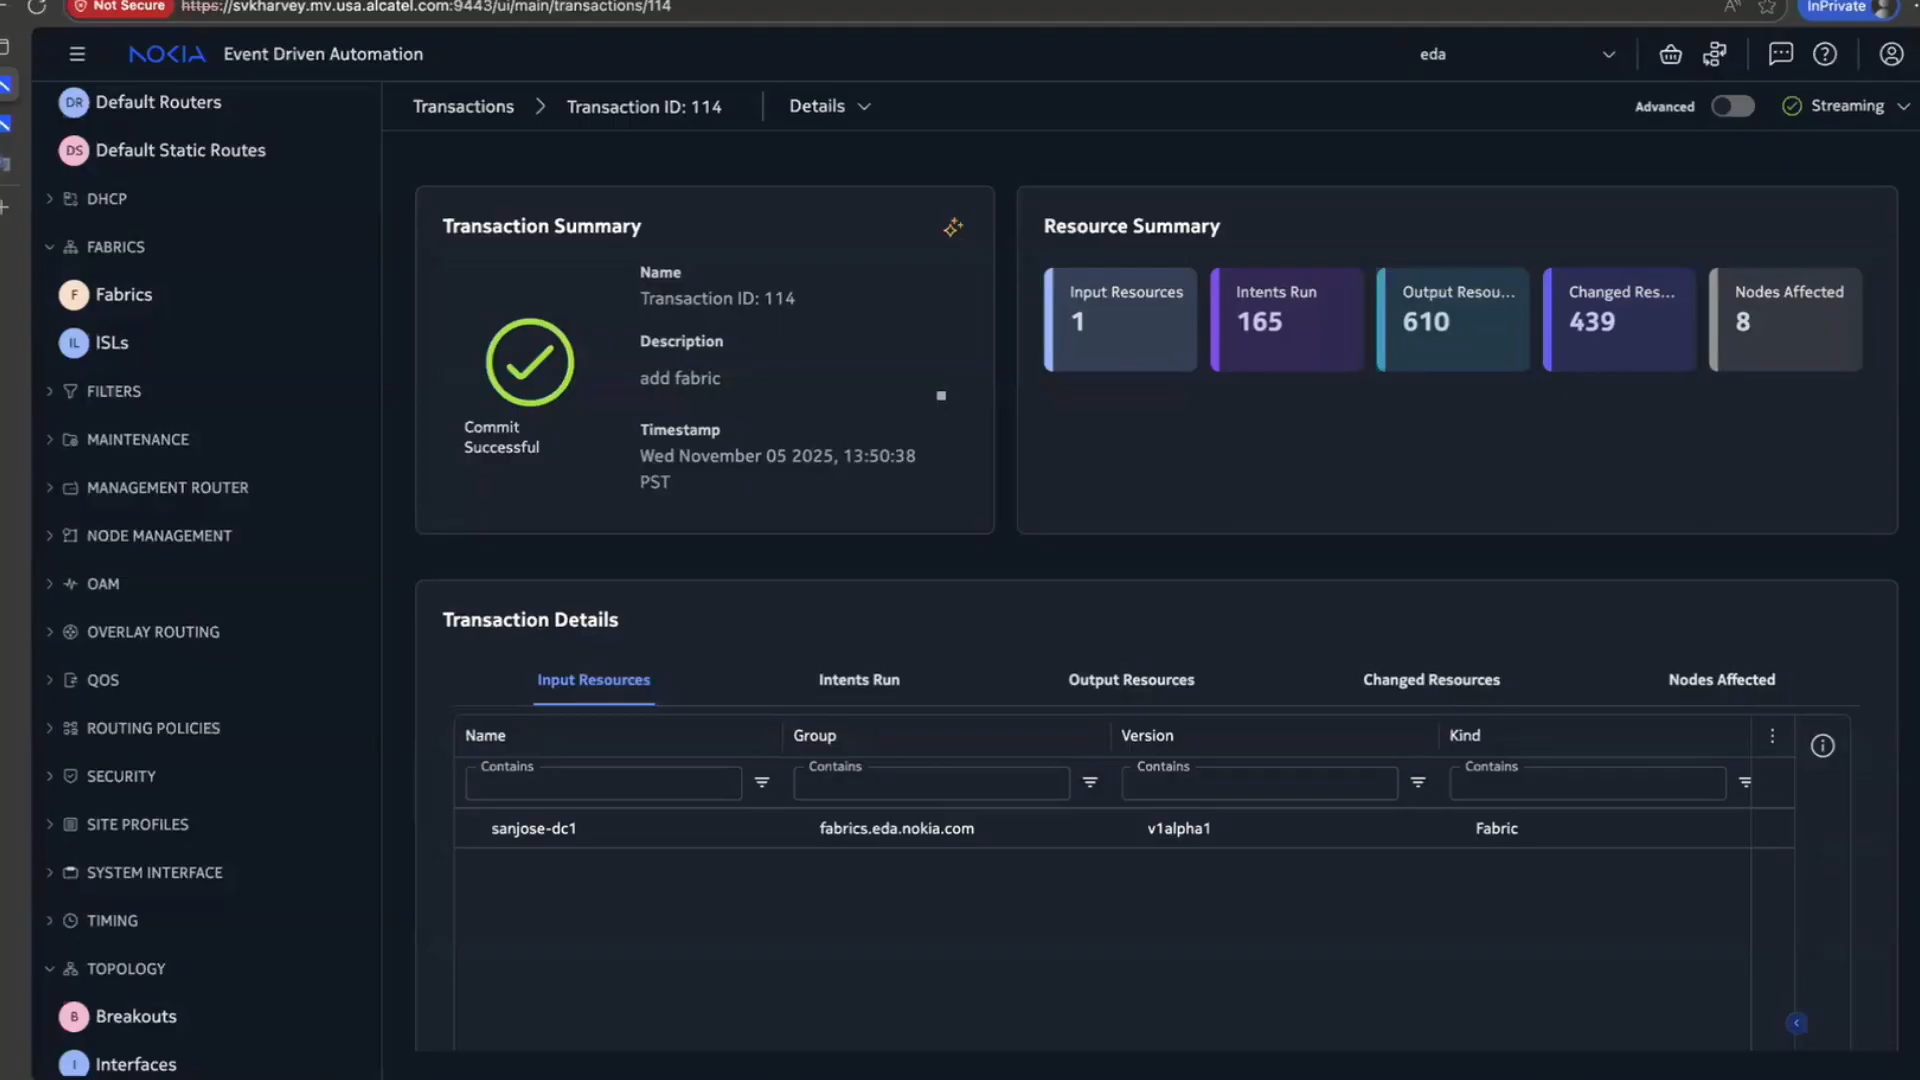 Not Secure
https://svkharvey.mv.usa.alcatel.com:9443/ui/main/transactions/114
InPrivate
NOKIA
Event Driven Automation
eda
DR
Default Routers
DS
Default Static Routes
DHCP
FABRICS
F
Fabrics
IL
ISLs
FILTERS
MAINTENANCE
MANAGEMENT ROUTER
NODE MANAGEMENT
OAM
OVERLAY ROUTING
QOS
ROUTING POLICIES
SECURITY
SITE PROFILES
SYSTEM INTERFACE
TIMING
TOPOLOGY
B
Breakouts
I
Interfaces
Transactions
Transaction ID: 114
Details
Advanced
Streaming
Transaction Summary
Commit
Successful
Name
Transaction ID: 114
Description
add fabric
Timestamp
Wed November 05 2025, 13:50:38
PST
Resource Summary
Input Resources
1
Intents Run
165
Output Resou...
610
Changed Res...
439
Nodes Affected
8
Transaction Details
Input Resources
Intents Run
Output Resources
Changed Resources
Nodes Affected
Name
Group
Version
Kind
Contains
Contains
Contains
Contains
sanjose-dc1
fabrics.eda.nokia.com
v1alpha1
Fabric